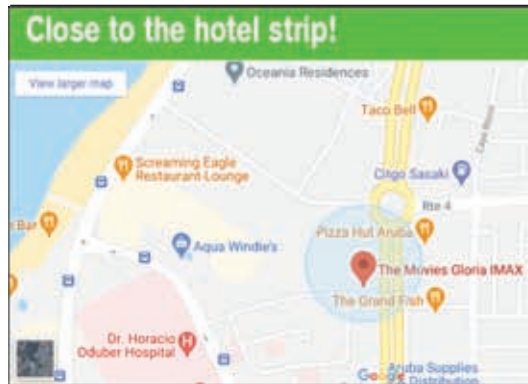 Close to the hotel strip!
View larger map
Oceania Residences
Taco Bell
Screaming Eagle
Restaurant-Lounge
Citgo Sasaki
Rte 4
Bar
Pizza Hut Aruba
Aqua Windie's
The Movies Gloria IMAX
The Grand Fish
Dr. Horacio
Oduber Hospital
H
Google
Aruba Supplies
& Distribution